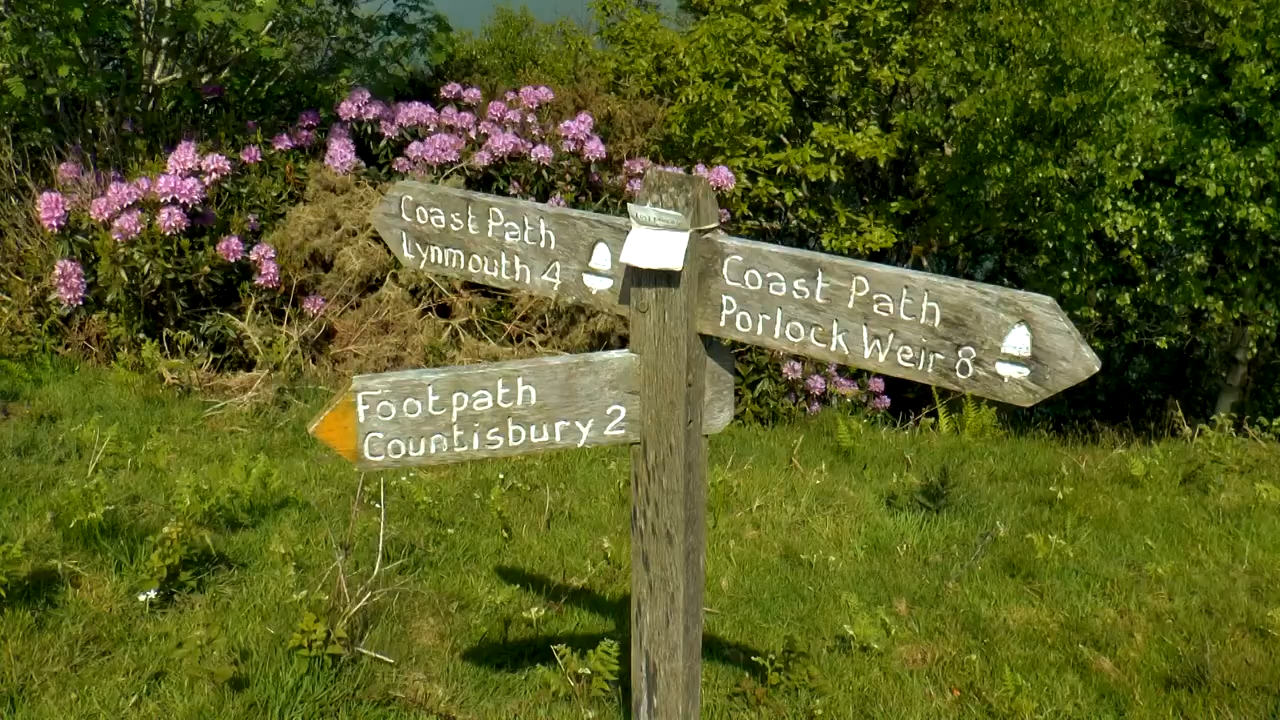 Coast Path
Lynmouth 4
Coast Path
Porlock Weir 8
Footpath
Countisbury 2